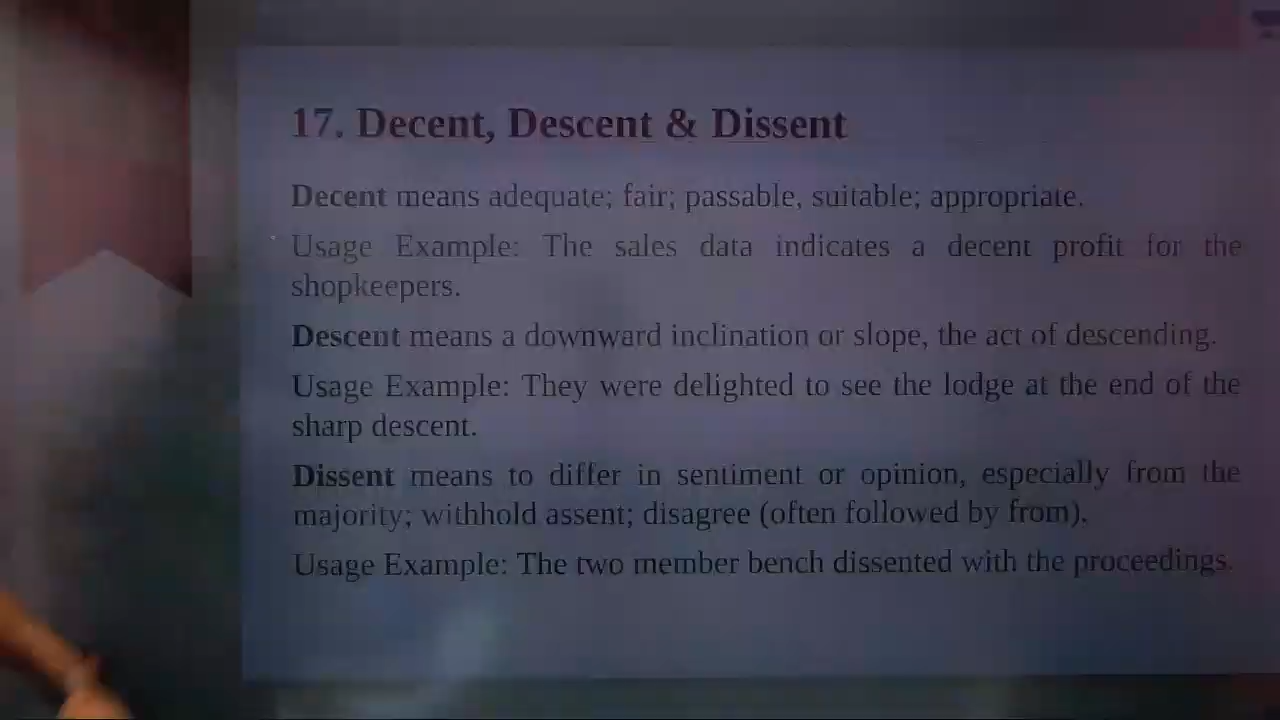 17. Decent, Descent & Dissent
Decent means adequate; fair; passable, suitable; appropriate.
Usage Example: The sales data indicates a decent profit for the
shopkeepers.
Descent means a downward inclination or slope, the act of descending.
Usage Example: They were delighted to see the lodge at the end of the
sharp descent.
Dissent means to differ in sentiment or opinion, especially from the
majority; withhold assent; disagree (often followed by from).
Usage Example: The two member bench dissented with the proceedings.